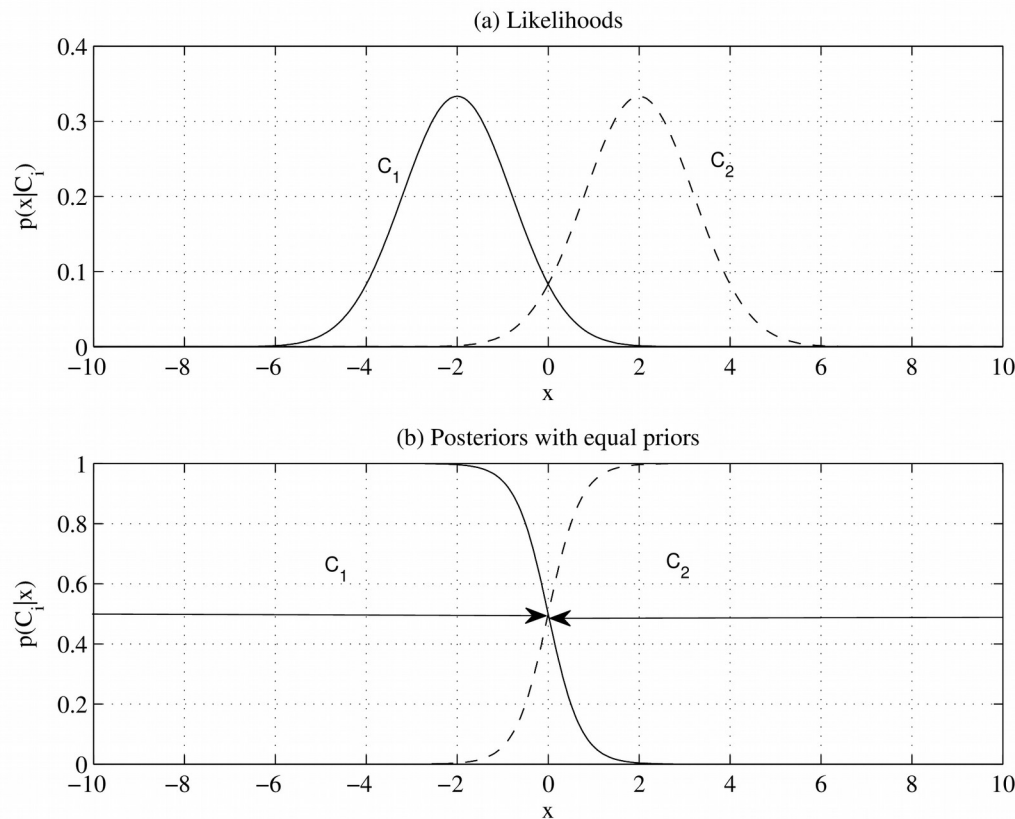 (a) Likelihoods
0.4
0.3
0.2
0.1
0
p(x|C_i)
C_1
C_2
−10 −8 −6 −4 −2 0 2 4 6 8 10
x
(b) Posteriors with equal priors
1
0.8
0.6
0.4
0.2
0
p(C_i|x)
C_1
C_2
−10 −8 −6 −4 −2 0 2 4 6 8 10
x